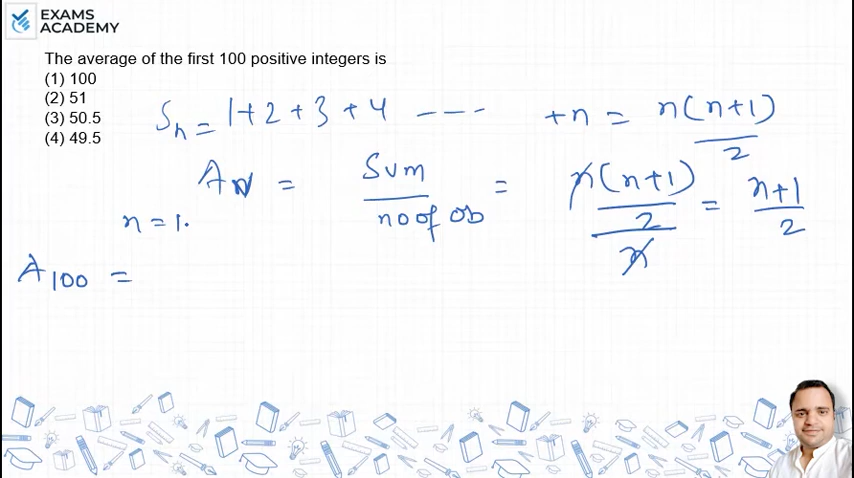 EXAMS
ACADEMY
The average of the first 100 positive integers is
(1) 100
(2) 51
(3) 50.5
(4) 49.5
Sn = 1+2+3+4 ---- +n = n(n+1)/2
An = Sum/no of ob = n(n+1)/2/n = n+1/2
n = 1.
A100 =